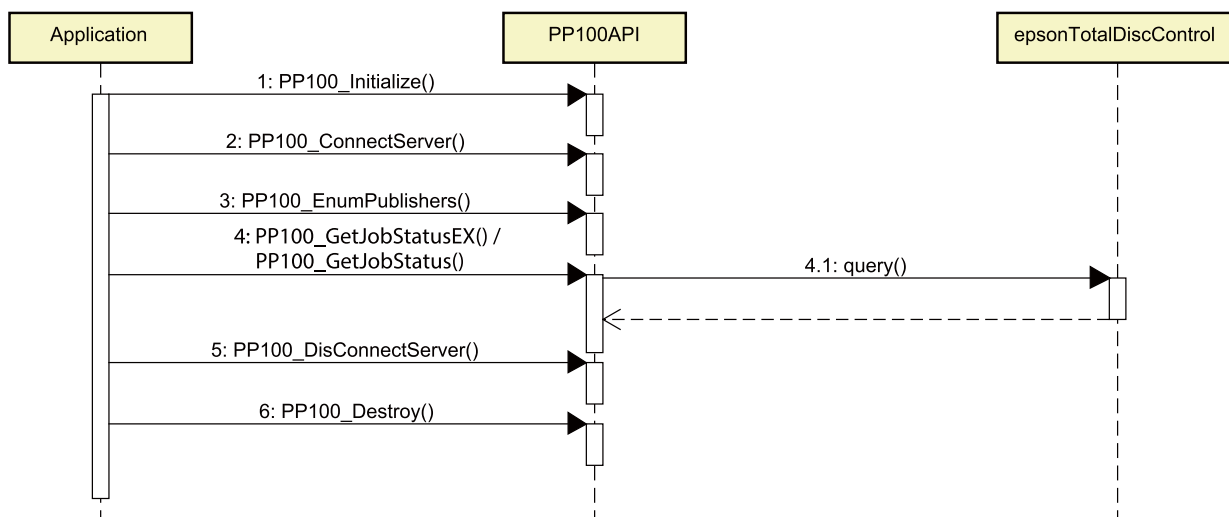 Application
PP100API
epsonTotalDiscControl
1: PP100_Initialize()
2: PP100_ConnectServer()
3: PP100_EnumPublishers()
4: PP100_GetJobStatusEX() /
PP100_GetJobStatus()
4.1: query()
5: PP100_DisConnectServer()
6: PP100_Destroy()